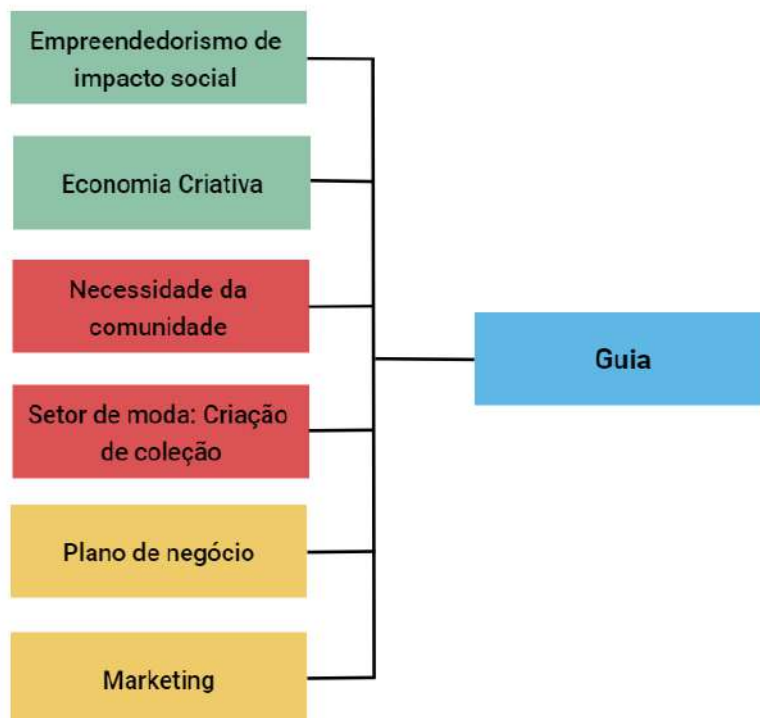 Empreendedorismo de
impacto social
Economia Criativa
Necessidade da
comunidade
Setor de moda: Criação
de coleção
Plano de negócio
Marketing
Guia